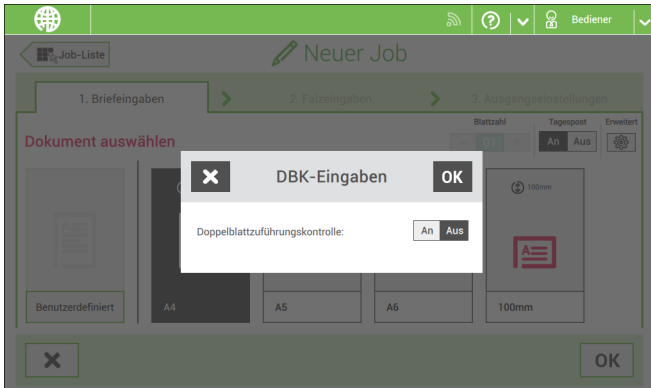 Bediener
Job-Liste
Neuer Job
1. Briefeingaben
2. Falzeingaben
3. Ausgangseinstellungen
Blattzahl
Tagespost
Erweitert
Dokument auswählen
01
An Aus
DBK-Eingaben
OK
100mm
Doppelblattzuführungskontrolle:
An Aus
Benutzerdefiniert
A4
A5
A6
100mm
OK